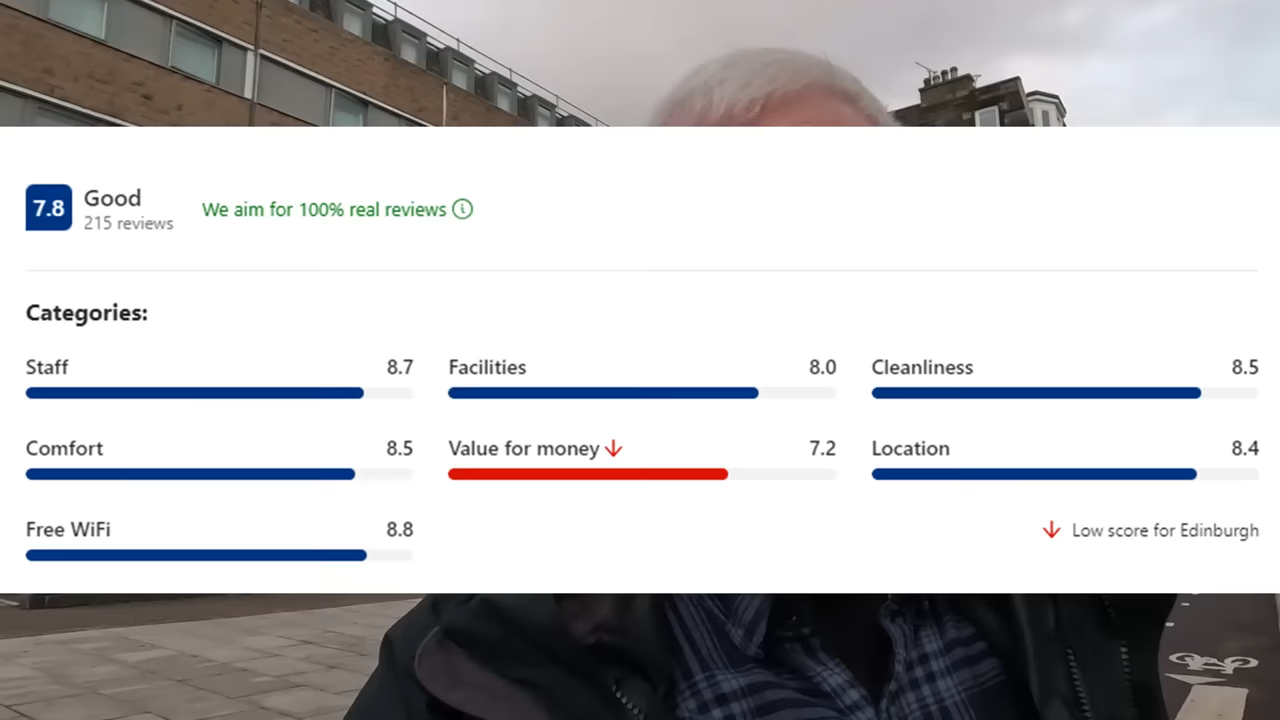 7.8
Good
215 reviews
We aim for 100% real reviews
Categories:
Staff 8.7
Facilities 8.0
Cleanliness 8.5
Comfort 8.5
Value for money 7.2
Location 8.4
Free WiFi 8.8
Low score for Edinburgh